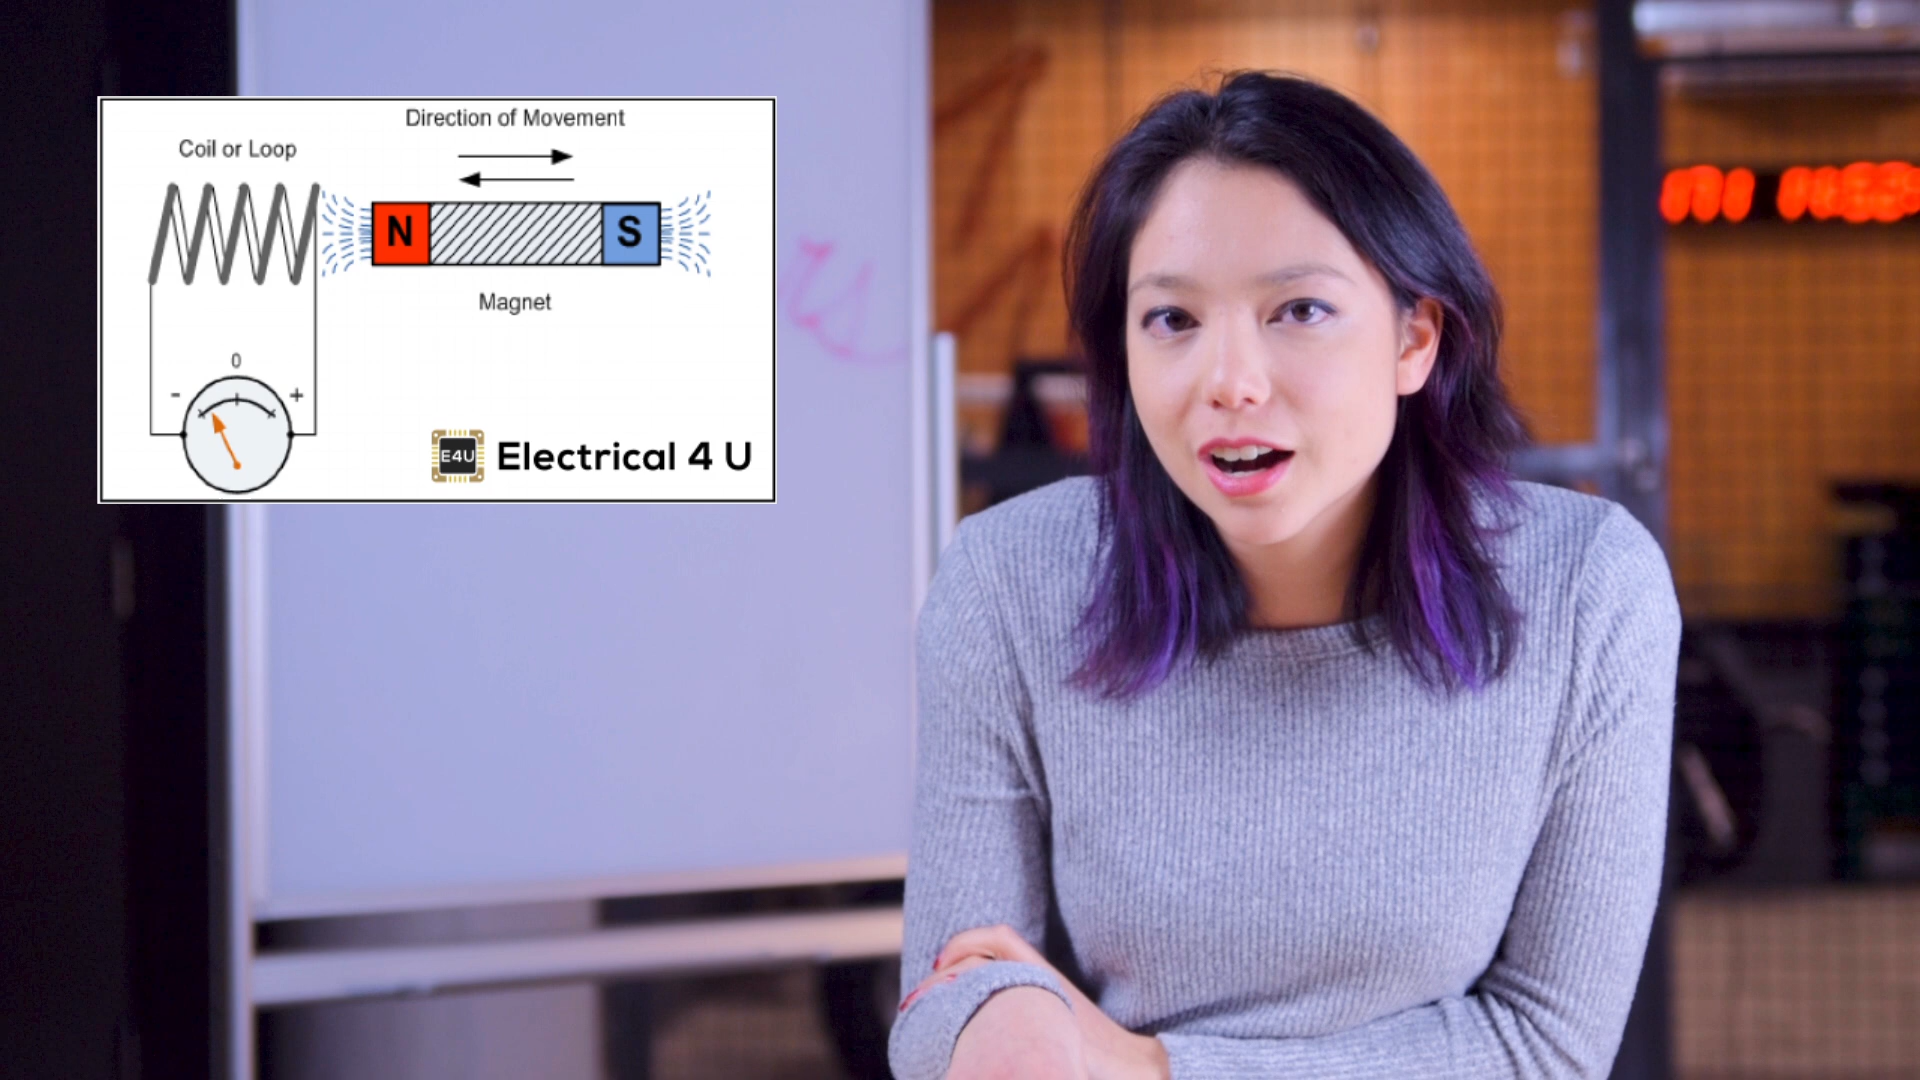 Direction of Movement
Coil or Loop
N
S
Magnet
0
- +
E4U Electrical 4 U